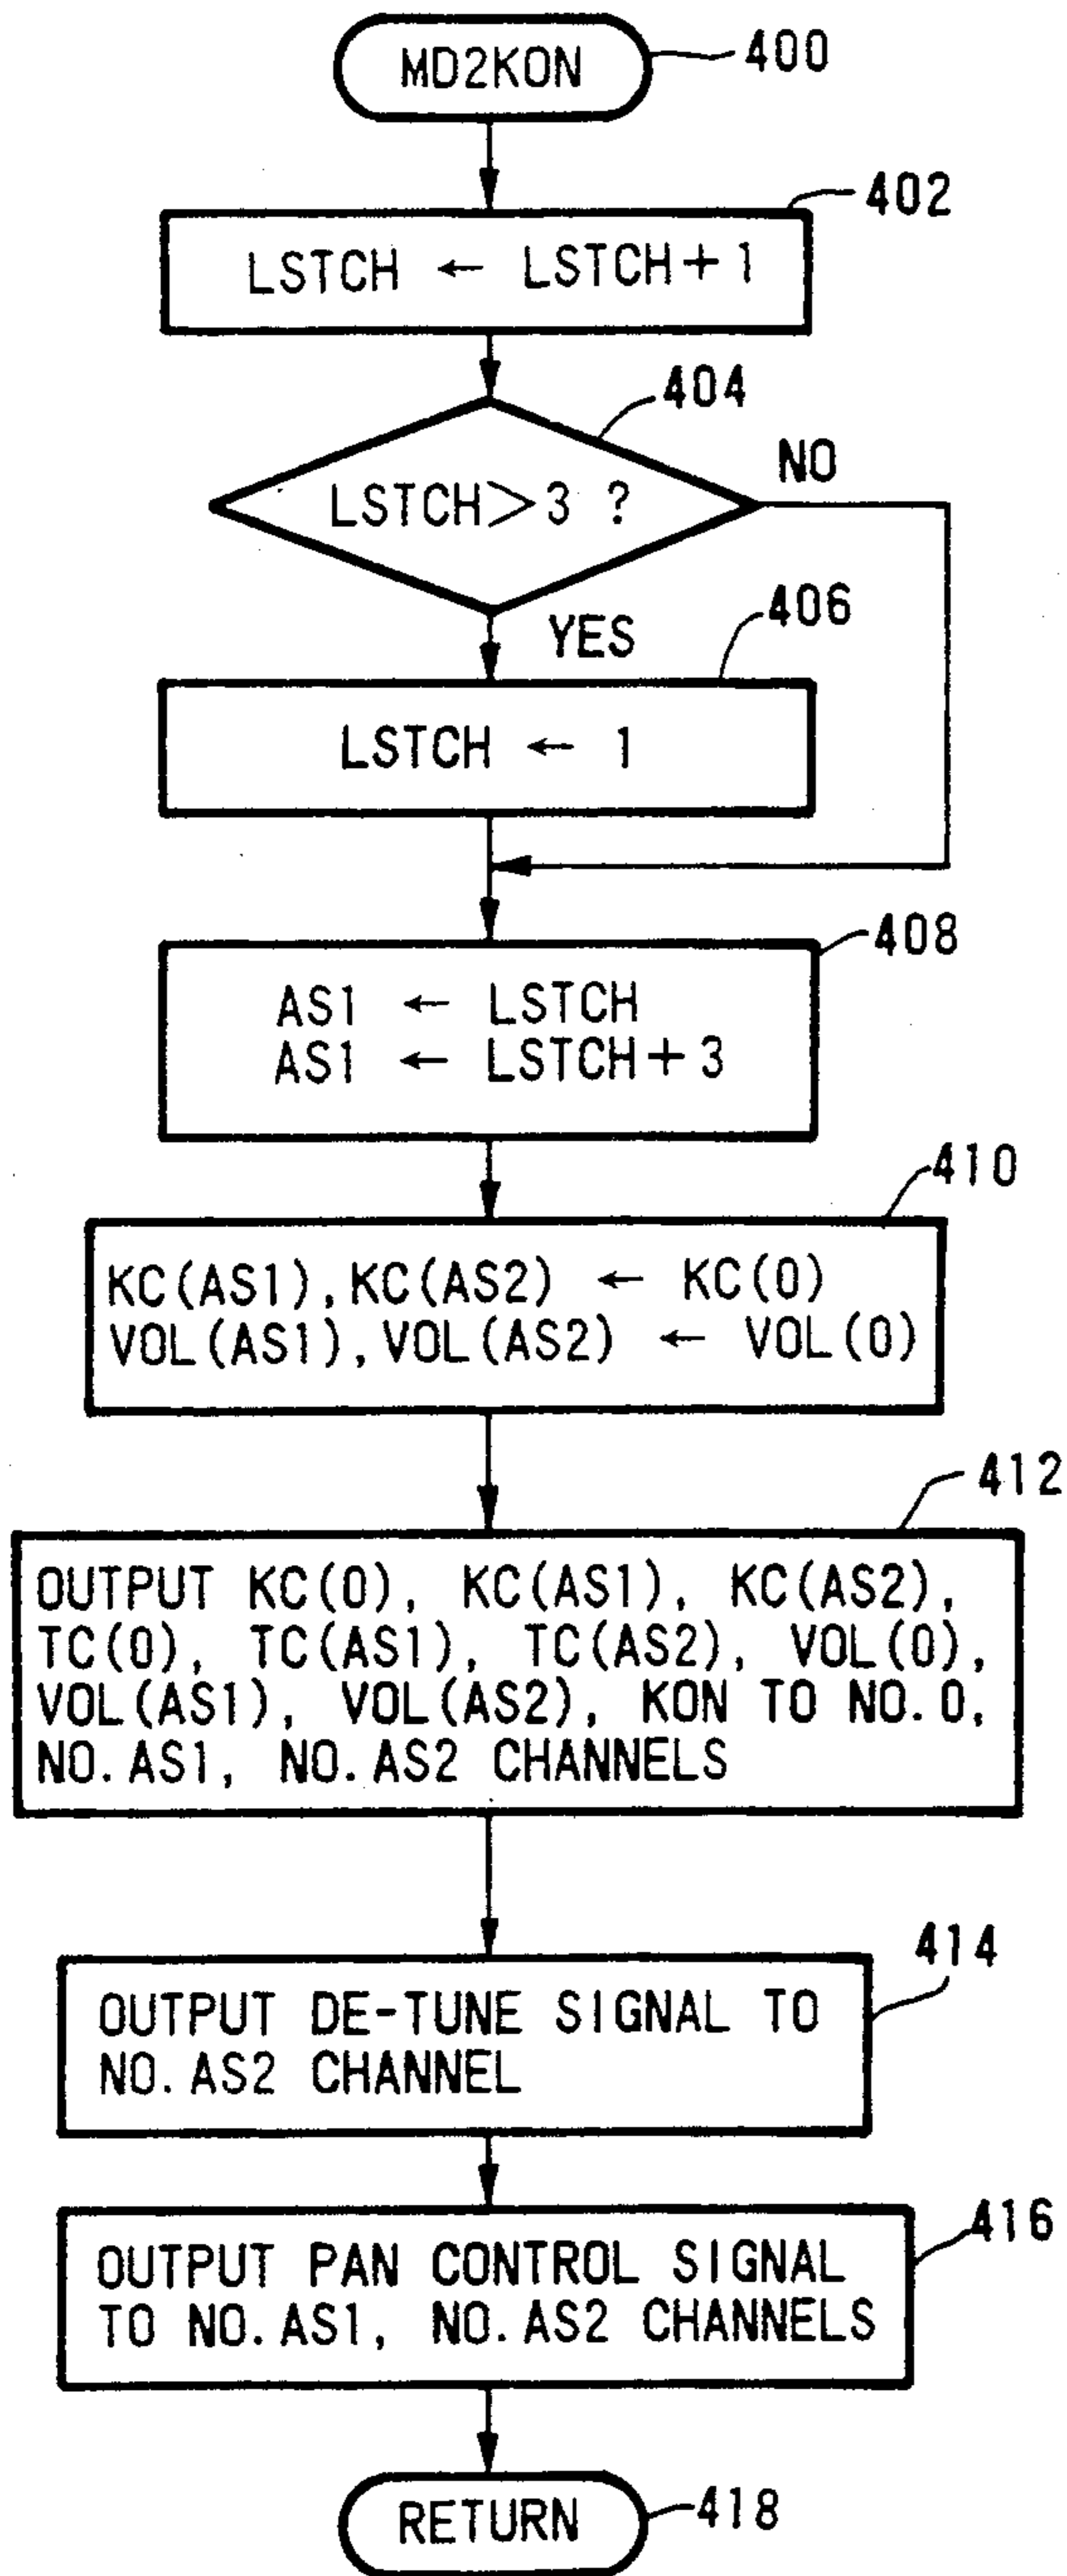 MD2KON
400
402
LSTCH ← LSTCH+1
404
LSTCH>3 ?
NO
YES
406
LSTCH ← 1
408
AS1 ← LSTCH
AS1 ← LSTCH+3
410
KC(AS1),KC(AS2) ← KC(0)
VOL(AS1),VOL(AS2) ← VOL(0)
412
OUTPUT KC(0), KC(AS1), KC(AS2),
TC(0), TC(AS1), TC(AS2), VOL(0),
VOL(AS1), VOL(AS2), KON TO NO.0,
NO.AS1, NO.AS2 CHANNELS
414
OUTPUT DE-TUNE SIGNAL TO
NO.AS2 CHANNEL
416
OUTPUT PAN CONTROL SIGNAL
TO NO.AS1, NO.AS2 CHANNELS
RETURN
418